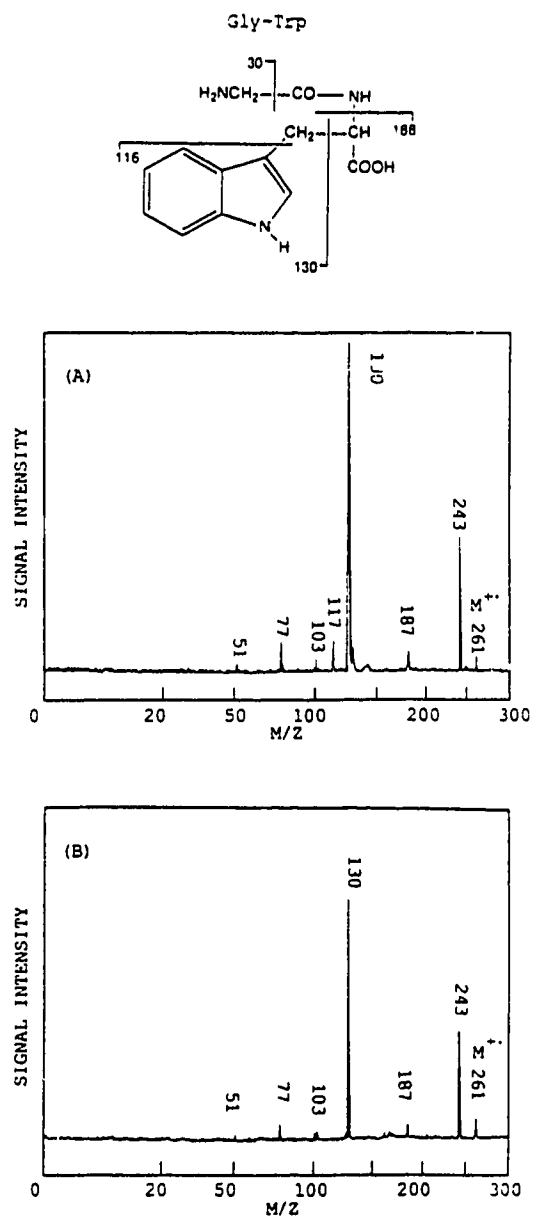 Gly-Trp
30
H₂NCH₂ CO NH
CH₂ CH 188
116
COOH
N
H
130
(A)
SIGNAL INTENSITY
51
77
103
117
130
187
243
M+· 261
0 20 50 100 200 300
M/Z
(B)
SIGNAL INTENSITY
51
77
103
130
187
243
M+· 261
0 20 50 100 200 300
M/Z